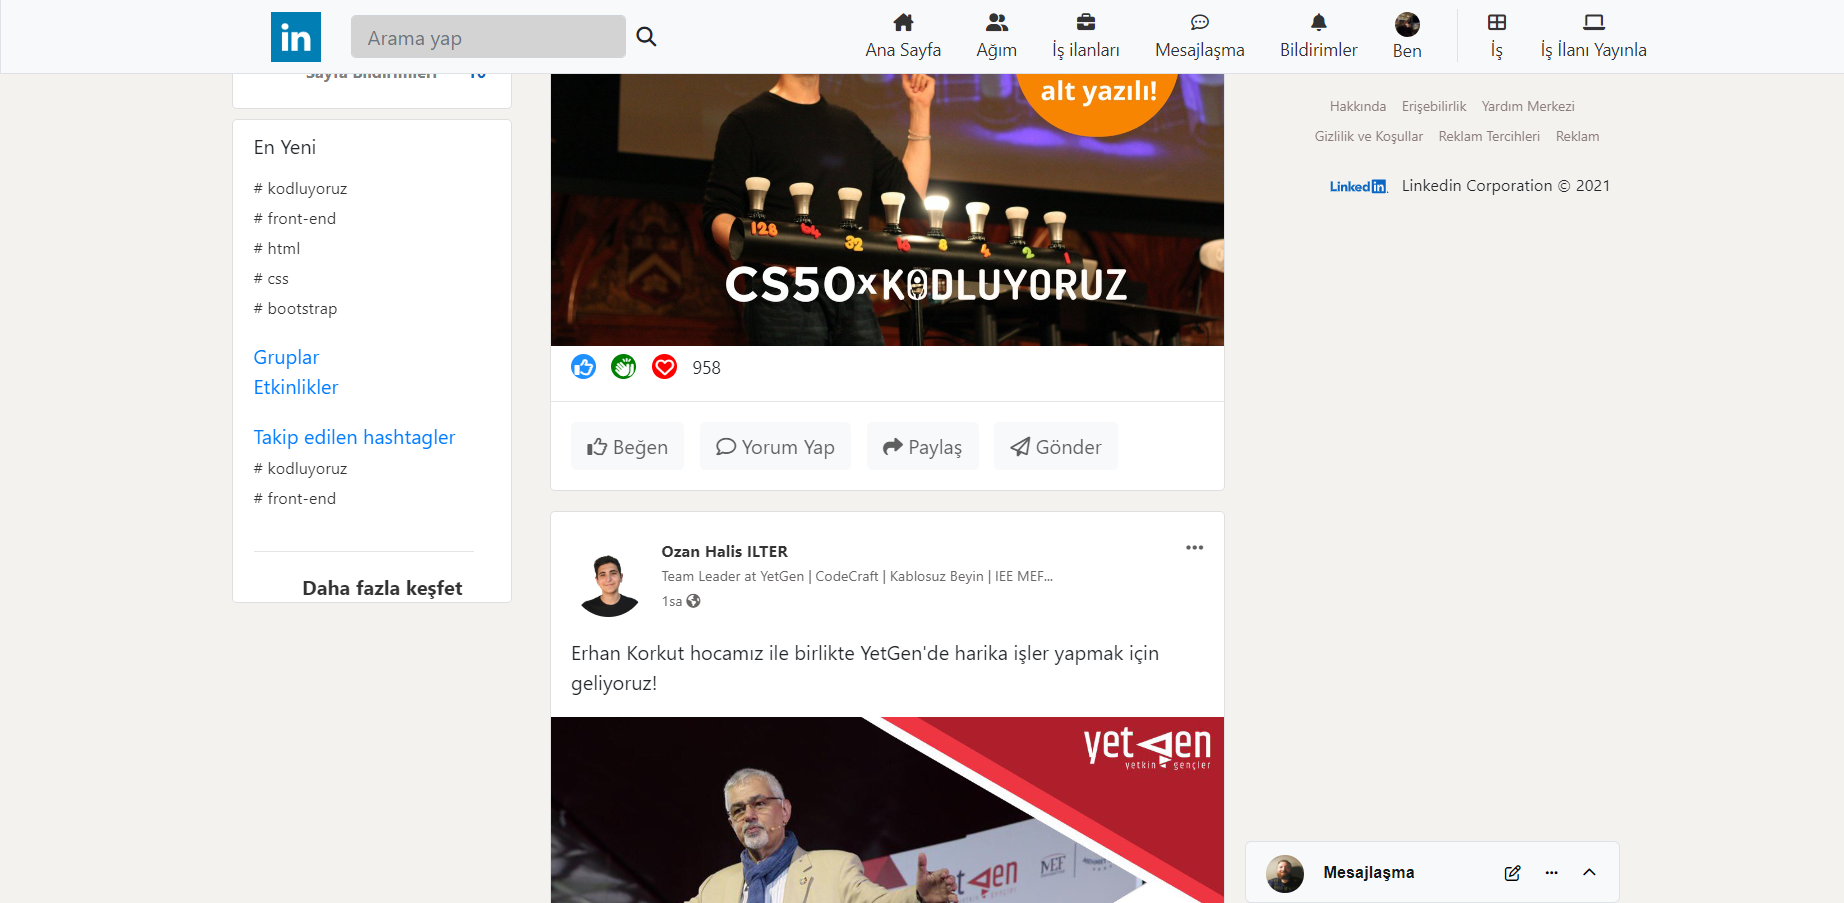 in
Arama yap
Ana Sayfa
Ağım
İş ilanları
Mesajlaşma
Bildirimler
Ben
İş
İş İlanı Yayınla
Sayfa Bildirimleri 10
En Yeni
# kodluyoruz
# front-end
# html
# css
# bootstrap
Gruplar
Etkinlikler
Takip edilen hashtagler
# kodluyoruz
# front-end
Daha fazla keşfet
alt yazılı!
128 64 32 16 8 4 2 1
CS50xKODLUYORUZ
958
Beğen
Yorum Yap
Paylaş
Gönder
Ozan Halis ILTER
Team Leader at YetGen | CodeCraft | Kablosuz Beyin | IEE MEF...
1sa
Erhan Korkut hocamız ile birlikte YetGen'de harika işler yapmak için
geliyoruz!
yetgen
yetkin gençler
yetgen
NEF
Hakkında Erişebilirlik Yardım Merkezi
Gizlilik ve Koşullar Reklam Tercihleri Reklam
Linkedin Linkedin Corporation © 2021
Mesajlaşma